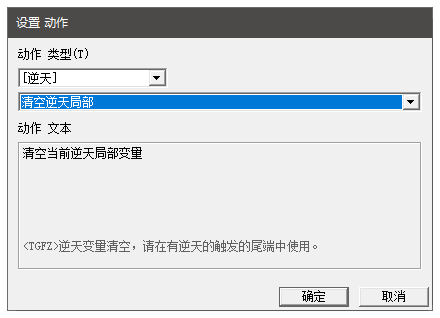 设置 动作
动作 类型(T)
[逆天]
清空逆天局部
动作 文本
清空当前逆天局部变量
<TGFZ>逆天变量清空，请在有逆天的触发的尾端中使用。
确定 取消